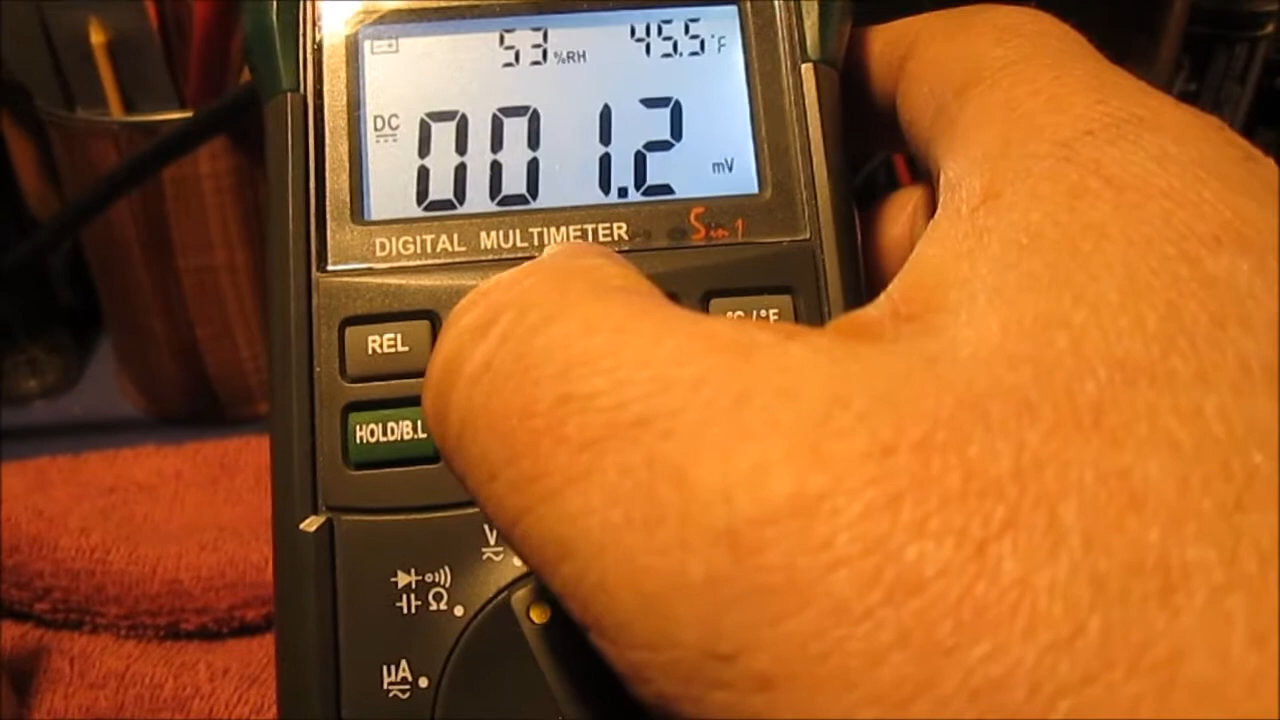 53 %RH 45.5 °F
DC 001.2 mV
DIGITAL MULTIMETER 5 in 1
REL °C/°F
HOLD/B.L
V
Ω
µA